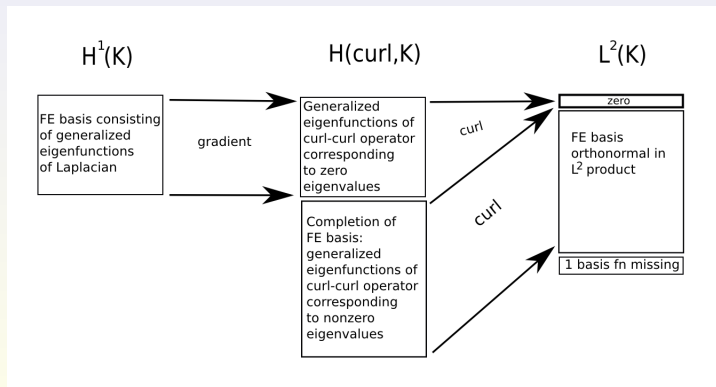 H¹(K)
H(curl,K)
L²(K)
FE basis consisting
of generalized
eigenfunctions
of Laplacian
gradient
Generalized
eigenfunctions of
curl-curl operator
corresponding
to zero
eigenvalues
Completion of
FE basis:
generalized
eigenfunctions of
curl-curl operator
corresponding
to nonzero
eigenvalues
curl
curl
zero
FE basis
orthonormal in
L² product
1 basis fn missing